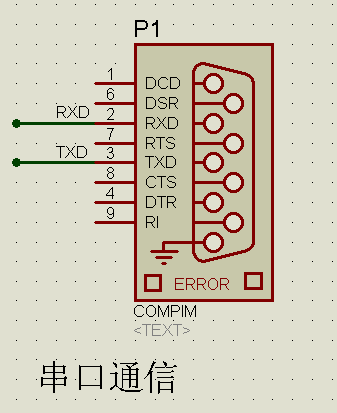 P1
1 DCD
6 DSR
RXD 2 RXD
7 RTS
TXD 3 TXD
8 CTS
4 DTR
9 RI
ERROR
COMPIM
<TEXT>
串口通信